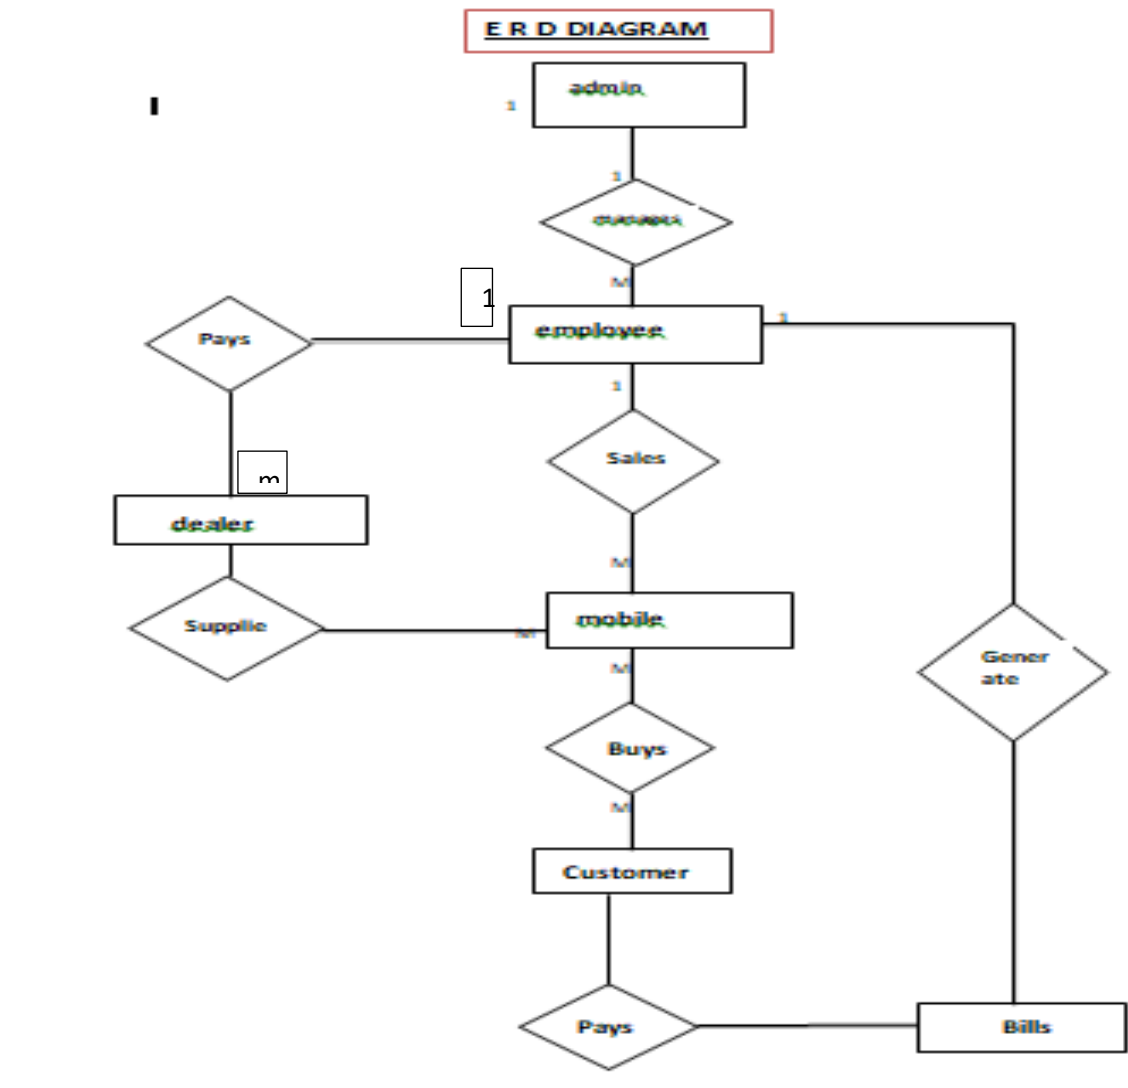 E R D DIAGRAM
admin
1
1
M
1
employee
1
Pays
1
Sales
m
dealer
M
mobile
Supplie
M
M
Gener
ate
Buys
M
Customer
Pays
Bills